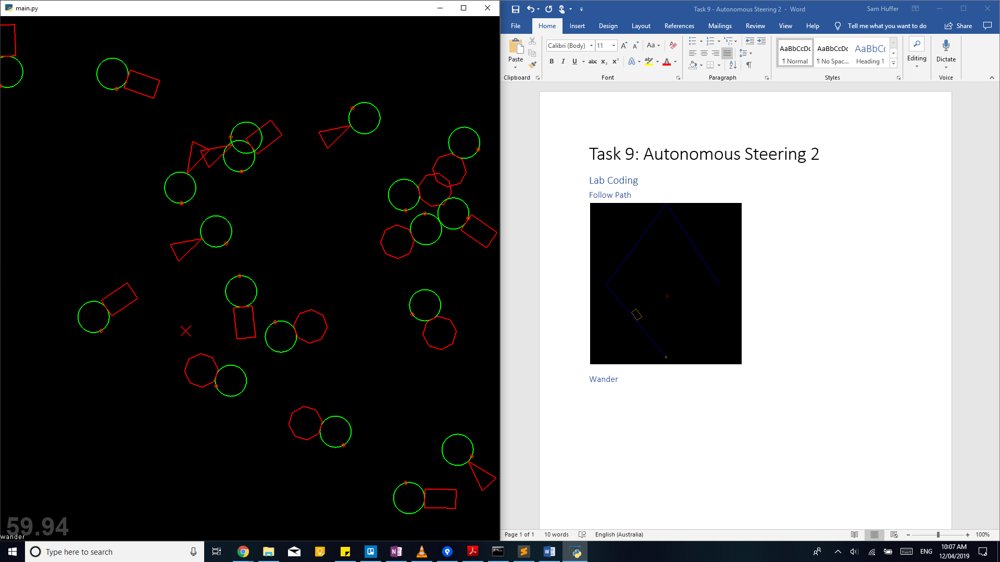 main.py
59.94
wander
Task 9 - Autonomous Steering 2 - Word
Sam Huffer
File Home Insert Design Layout References Mailings Review View Help Tell me what you want to do Share
Paste
Clipboard
Calibri (Body) 11
Aa
B I U abc x₂ x²
A ab A
Font
Paragraph
AaBbCcDc AaBbCcDc AaBbCc
¶ Normal ¶ No Spac... Heading 1
Styles
Editing
Dictate
Voice
Task 9: Autonomous Steering 2
Lab Coding
Follow Path
Wander
Page 1 of 1 10 words English (Australia) 100%
Type here to search
ENG
10:07 AM
12/04/2019